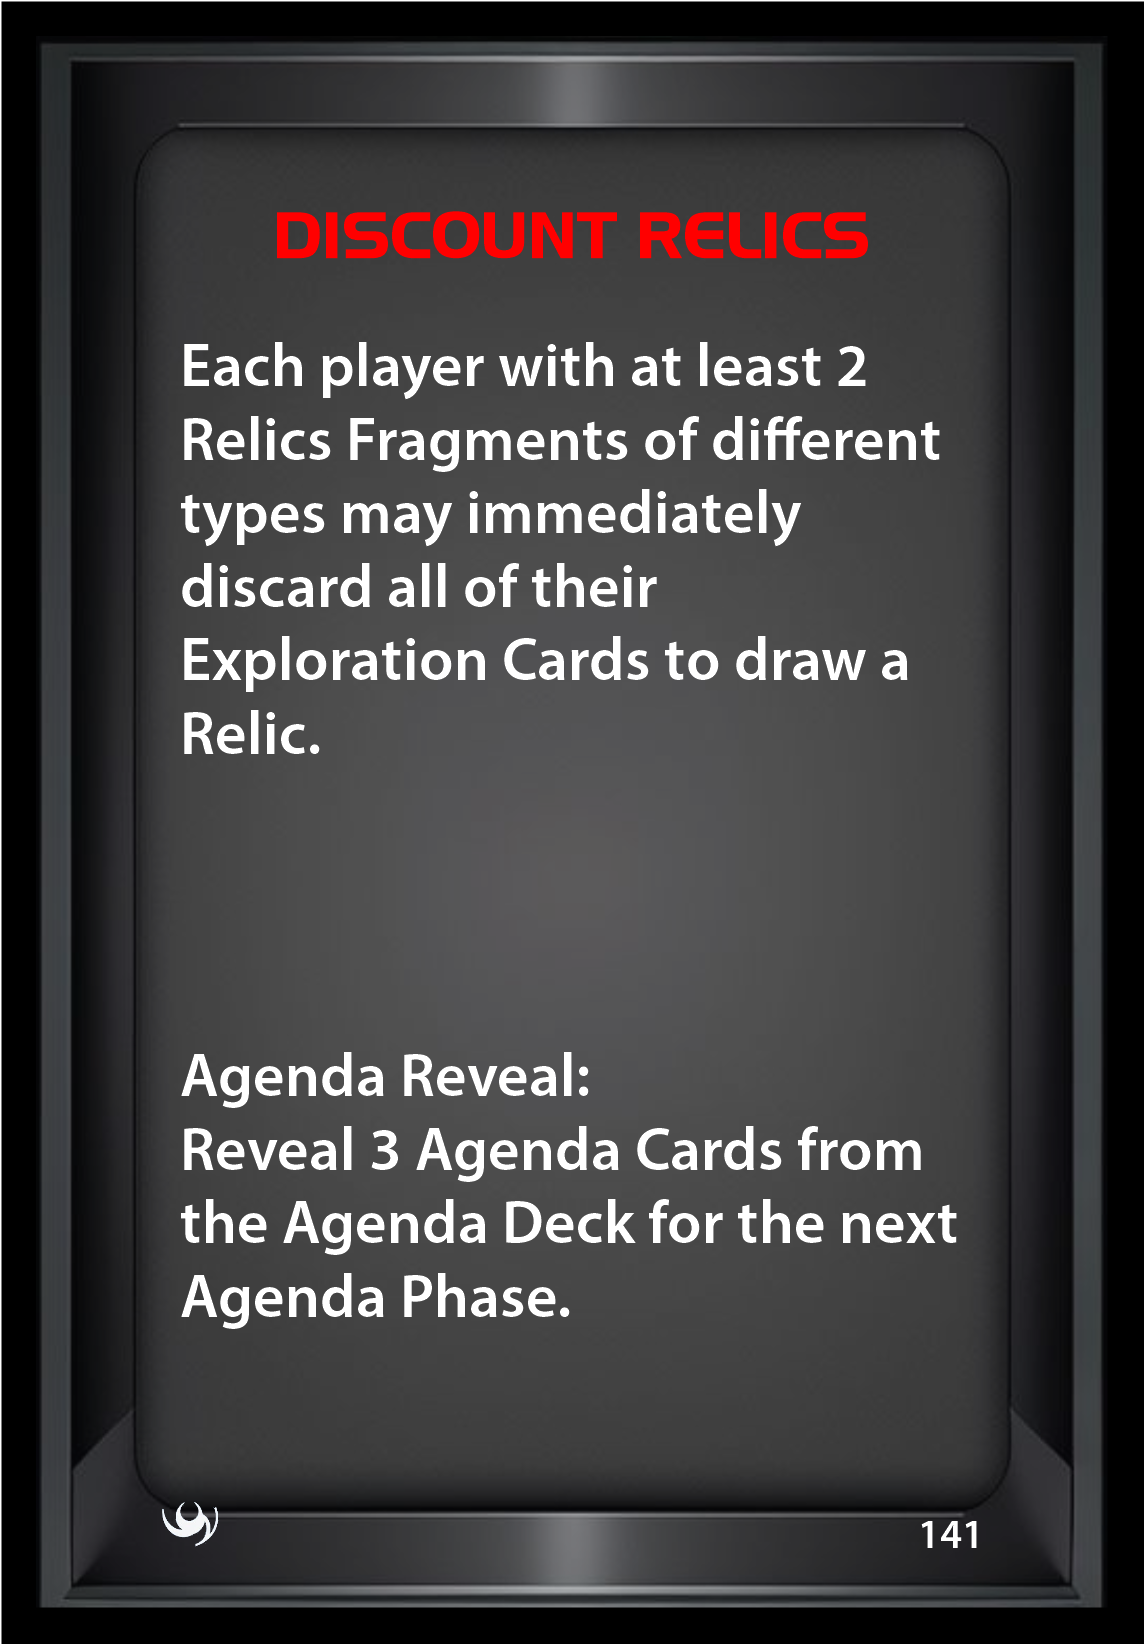 DISCOUNT RELICS
Each player with at least 2
Relics Fragments of different
types may immediately
discard all of their
Exploration Cards to draw a
Relic.
Agenda Reveal:
Reveal 3 Agenda Cards from
the Agenda Deck for the next
Agenda Phase.
141